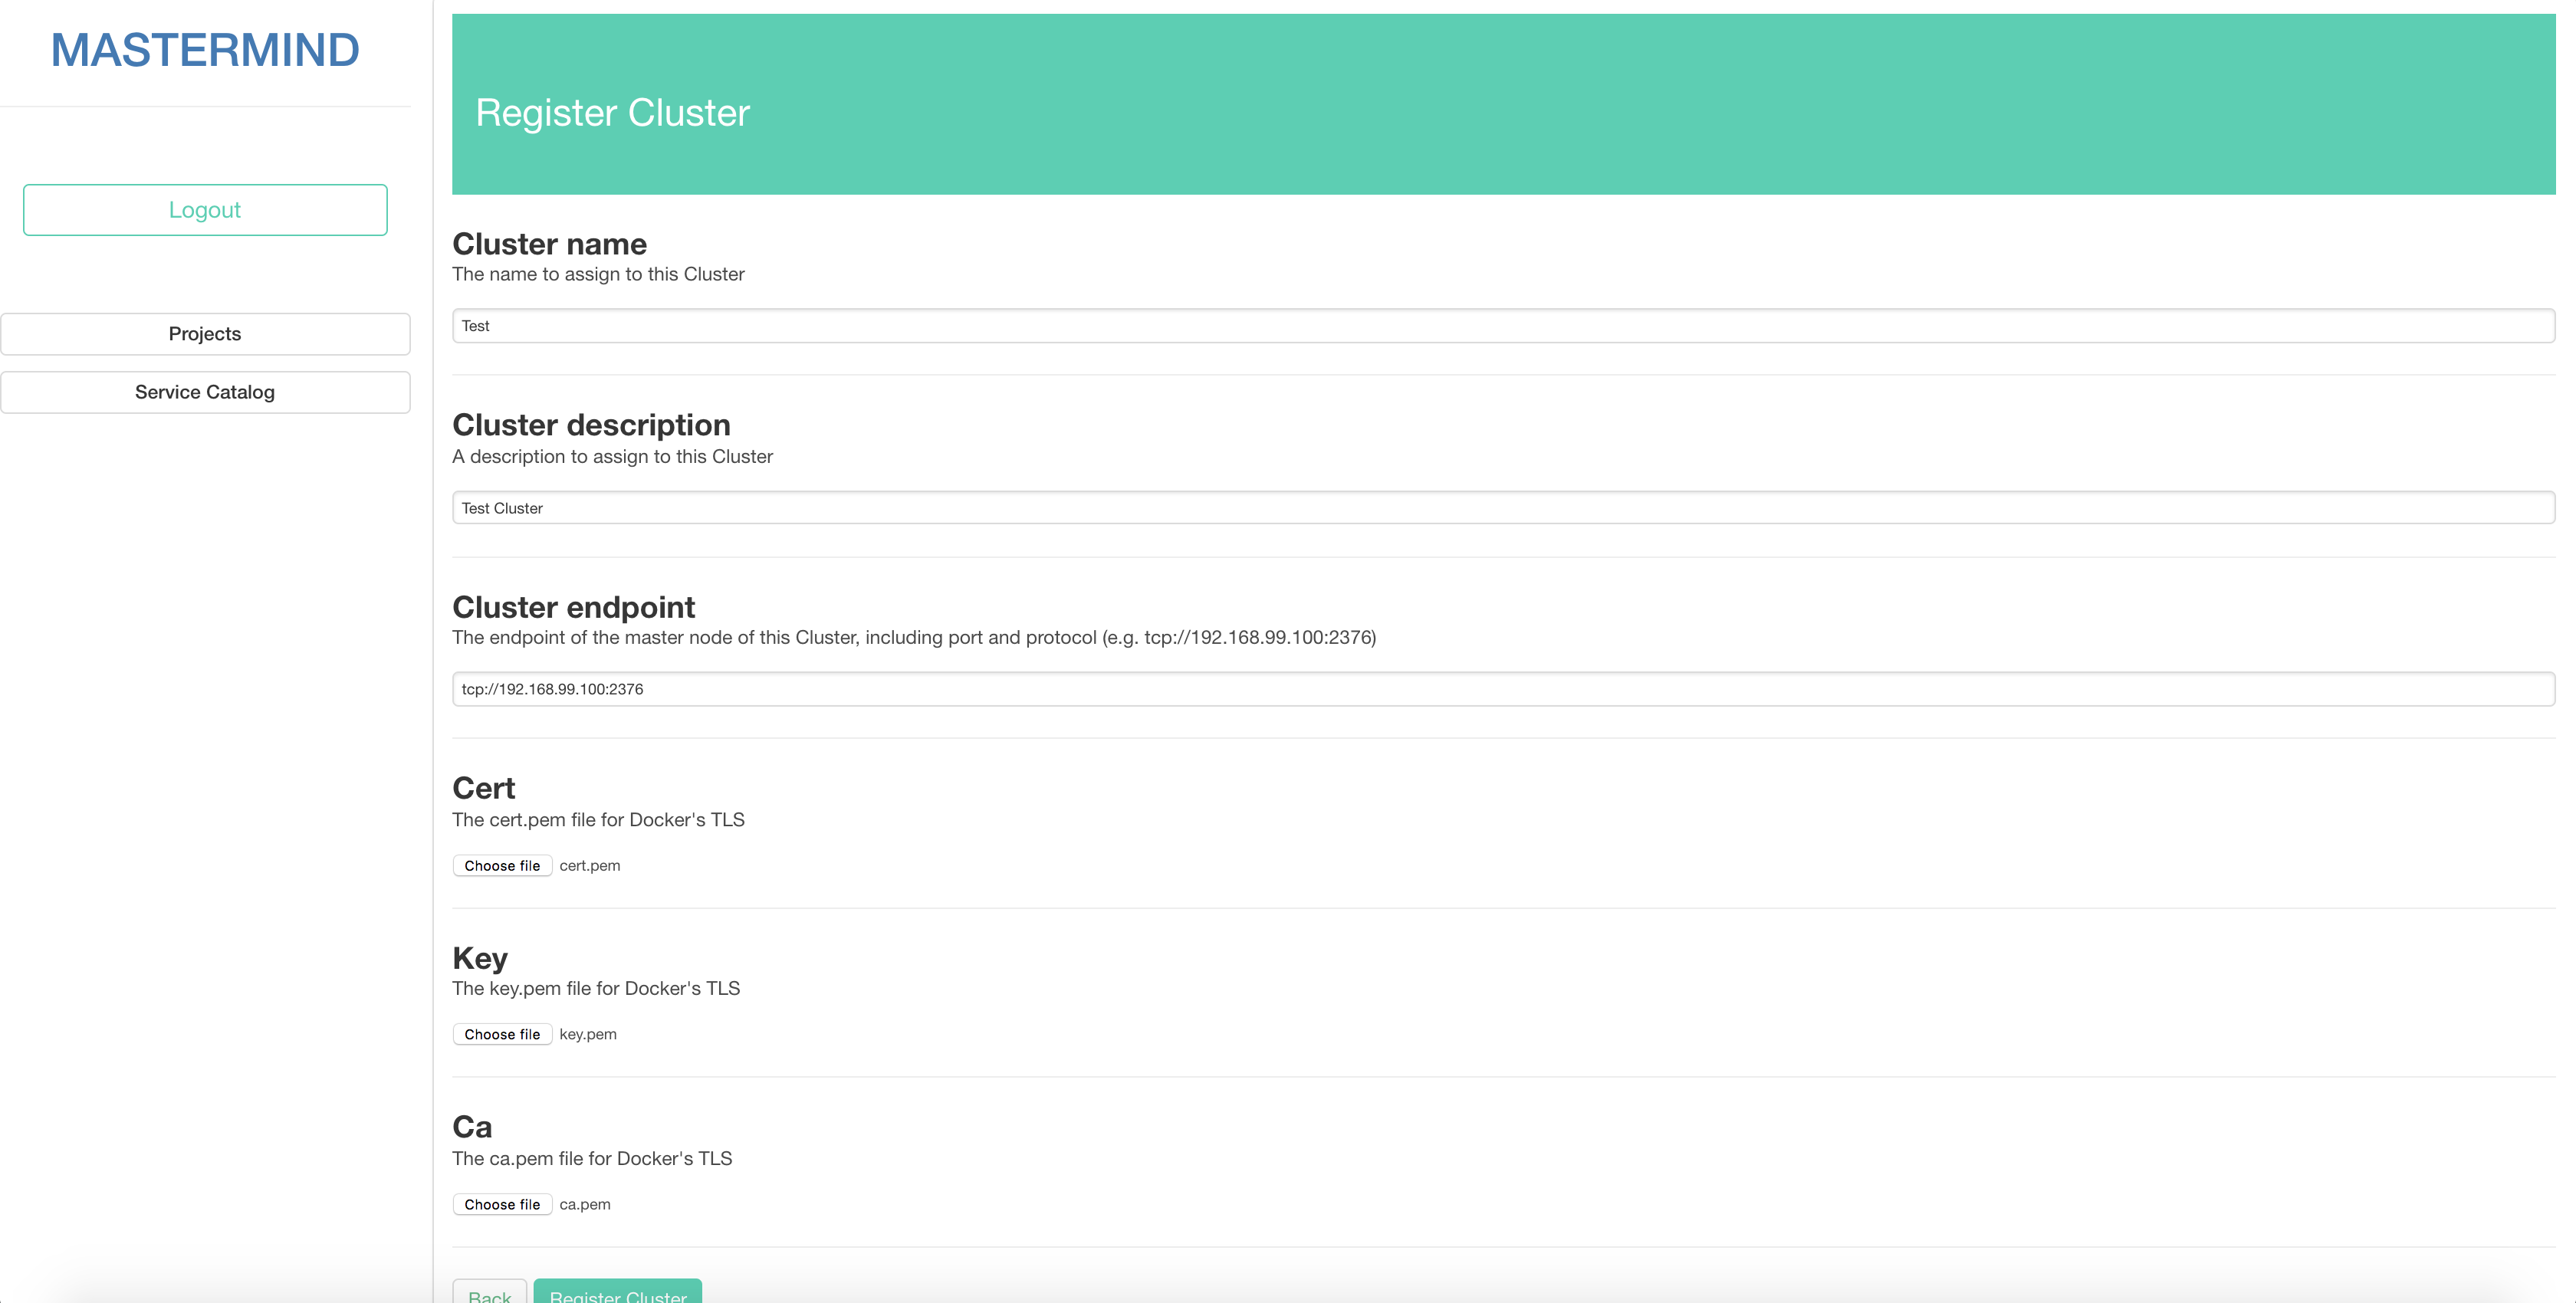 MASTERMIND
Logout
Projects
Service Catalog
Register Cluster
Cluster name
The name to assign to this Cluster
Test
Cluster description
A description to assign to this Cluster
Test Cluster
Cluster endpoint
The endpoint of the master node of this Cluster, including port and protocol (e.g. tcp://192.168.99.100:2376)
tcp://192.168.99.100:2376
Cert
The cert.pem file for Docker's TLS
Choose file cert.pem
Key
The key.pem file for Docker's TLS
Choose file key.pem
Ca
The ca.pem file for Docker's TLS
Choose file ca.pem
Back Register Cluster